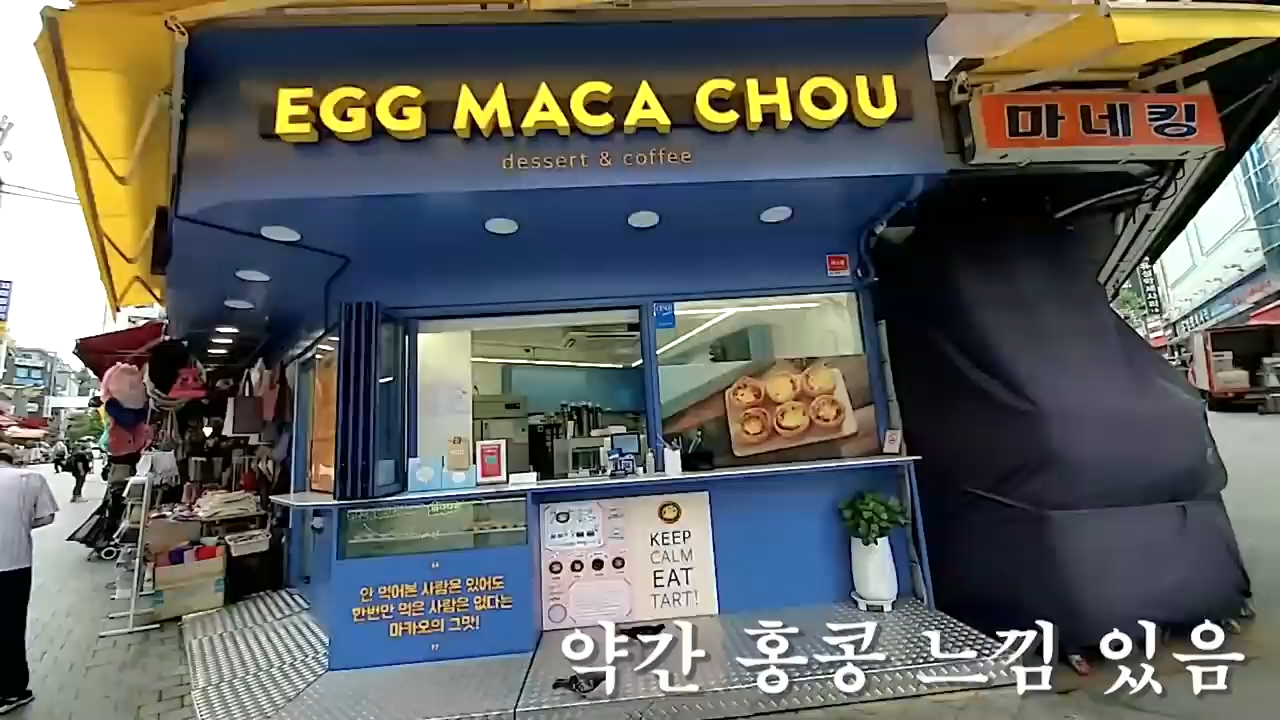 EGG MACA CHOU
dessert & coffee
마네킹
KEEP
CALM
EAT
TART!
"
안 먹어본 사람은 있어도
한번만 먹은 사람은 없다는
마카오의 그맛!
"
약간 홍콩 느낌 있음